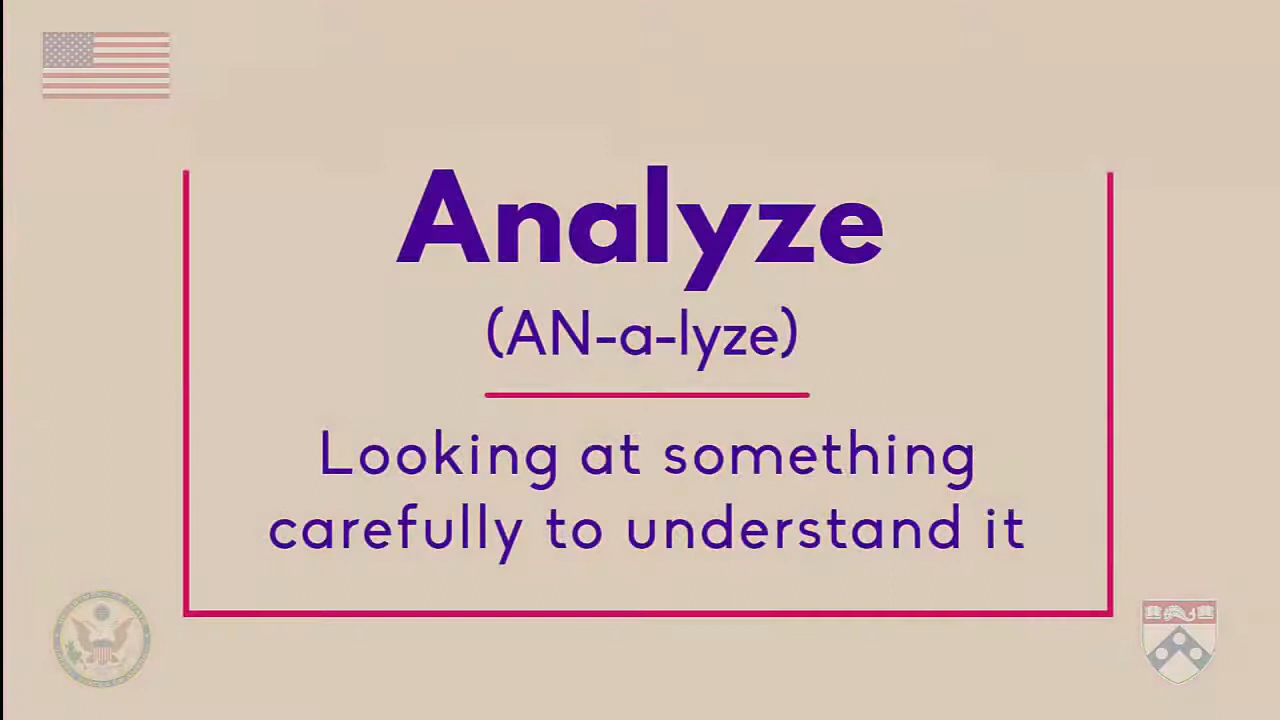 Analyze
(AN-a-lyze)
Looking at something
carefully to understand it